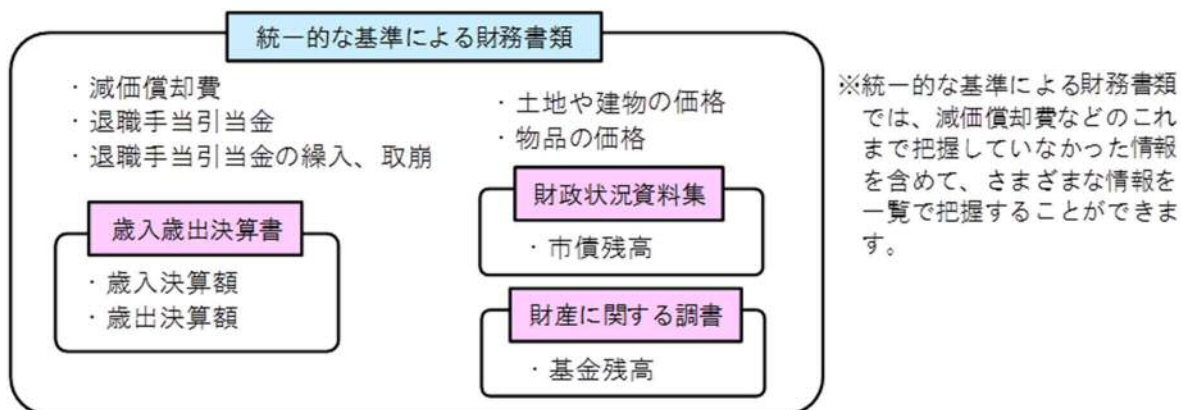 統一的な基準による財務書類
・減価償却費
・退職手当引当金
・退職手当引当金の繰入、取崩
歳入歳出決算書
・歳入決算額
・歳出決算額
・土地や建物の価格
・物品の価格
財政状況資料集
・市債残高
財産に関する調書
・基金残高
※統一的な基準による財務書類
では、減価償却費などのこれ
まで把握していなかった情報
を含めて、さまざまな情報を
一覧で把握することができま
す。